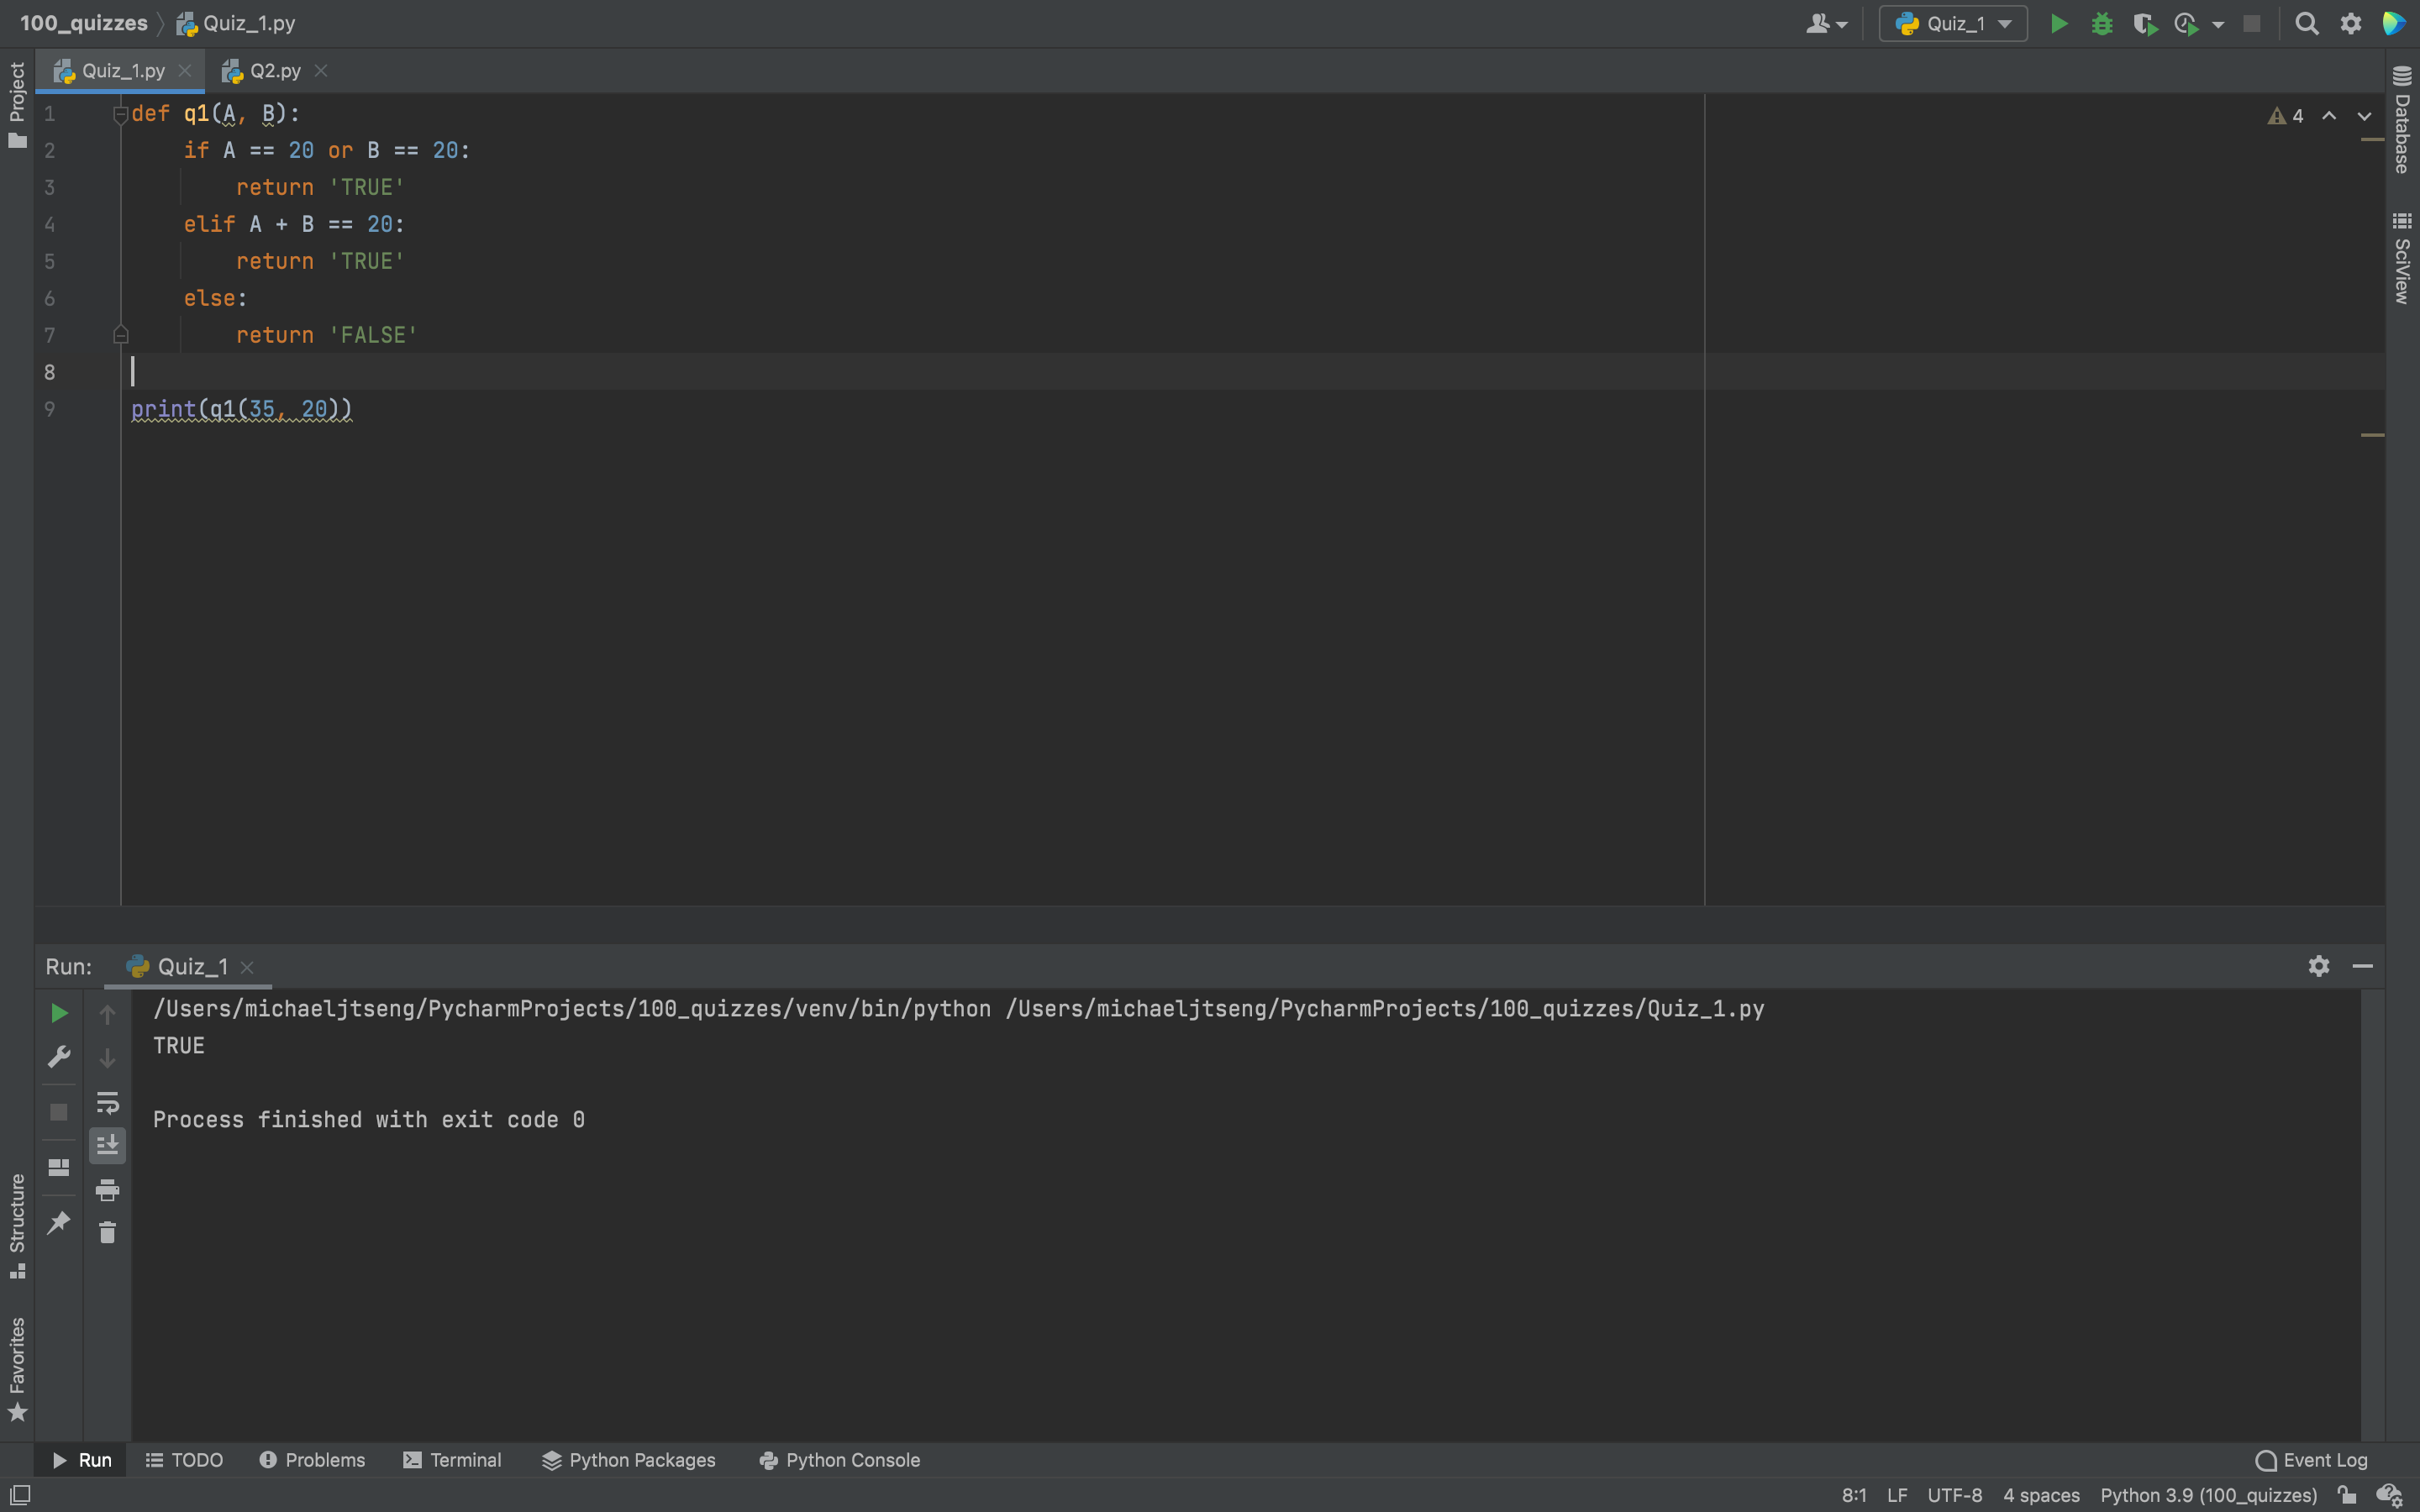 100_quizzes Quiz_1.py
Quiz_1
Project
Quiz_1.py Q2.py
1 def q1(A, B):
2     if A == 20 or B == 20:
3         return 'TRUE'
4     elif A + B == 20:
5         return 'TRUE'
6     else:
7         return 'FALSE'
8
9 print(q1(35, 20))
4
Database
SciView
Run: Quiz_1
/Users/michaeljtseng/PycharmProjects/100_quizzes/venv/bin/python /Users/michaeljtseng/PycharmProjects/100_quizzes/Quiz_1.py
TRUE
Process finished with exit code 0
Structure
Favorites
Run TODO Problems Terminal Python Packages Python Console Event Log
8:1 LF UTF-8 4 spaces Python 3.9 (100_quizzes)